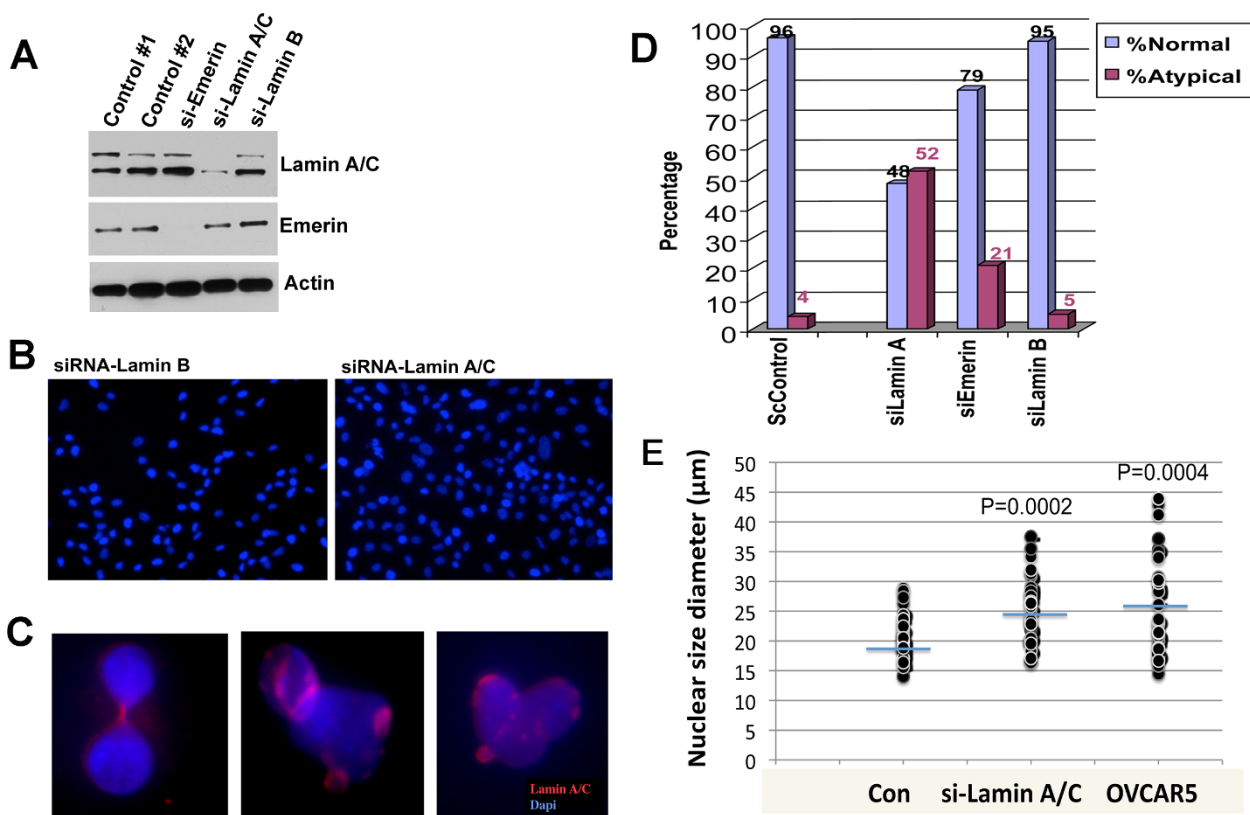 A
Control #1
Control #2
si-Emerin
si-Lamin A/C
si-Lamin B
Lamin A/C
Emerin
Actin
B
siRNA-Lamin B
siRNA-Lamin A/C
C
Lamin A/C
Dapi
D
%Normal
%Atypical
Percentage
100
90
80
70
60
50
40
30
20
10
0
96
4
48
52
79
21
95
5
ScControl
siLamin A
siEmerin
siLamin B
E
Nuclear size diameter (μm)
50
45
40
35
30
25
20
15
10
5
0
P=0.0002
P=0.0004
Con
si-Lamin A/C
OVCAR5